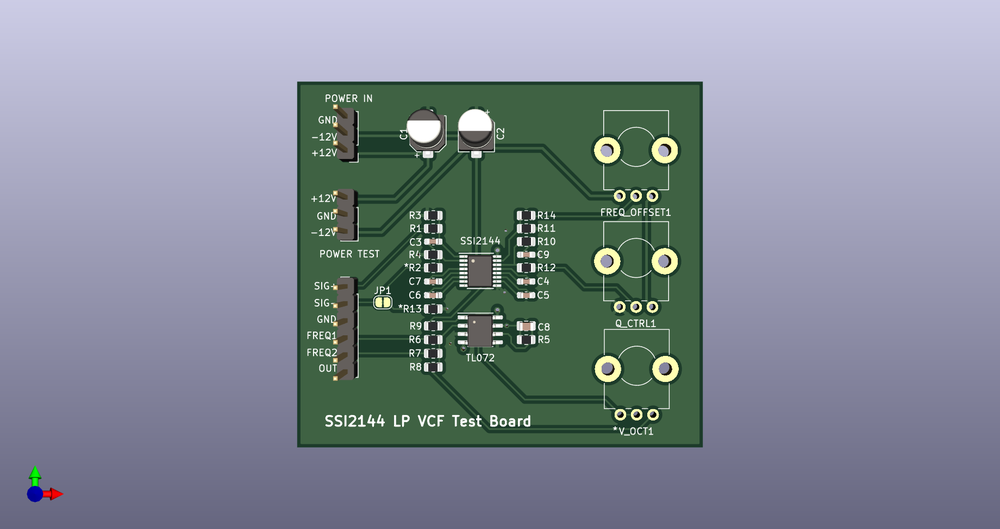 POWER IN
GND
-12V
+12V
C1
+
C2
+
+12V
GND
-12V
POWER TEST
FREQ_OFFSET1
R3
R1
C3
R4
*R2
C7
C6
*R13
R9
R6
R7
R8
SSI2144
R14
R11
R10
C9
R12
C4
C5
C8
R5
TL072
SIG+
SIG-
GND
FREQ1
FREQ2
OUT
JP1
Q_CTRL1
*V_OCT1
SSI2144 LP VCF Test Board